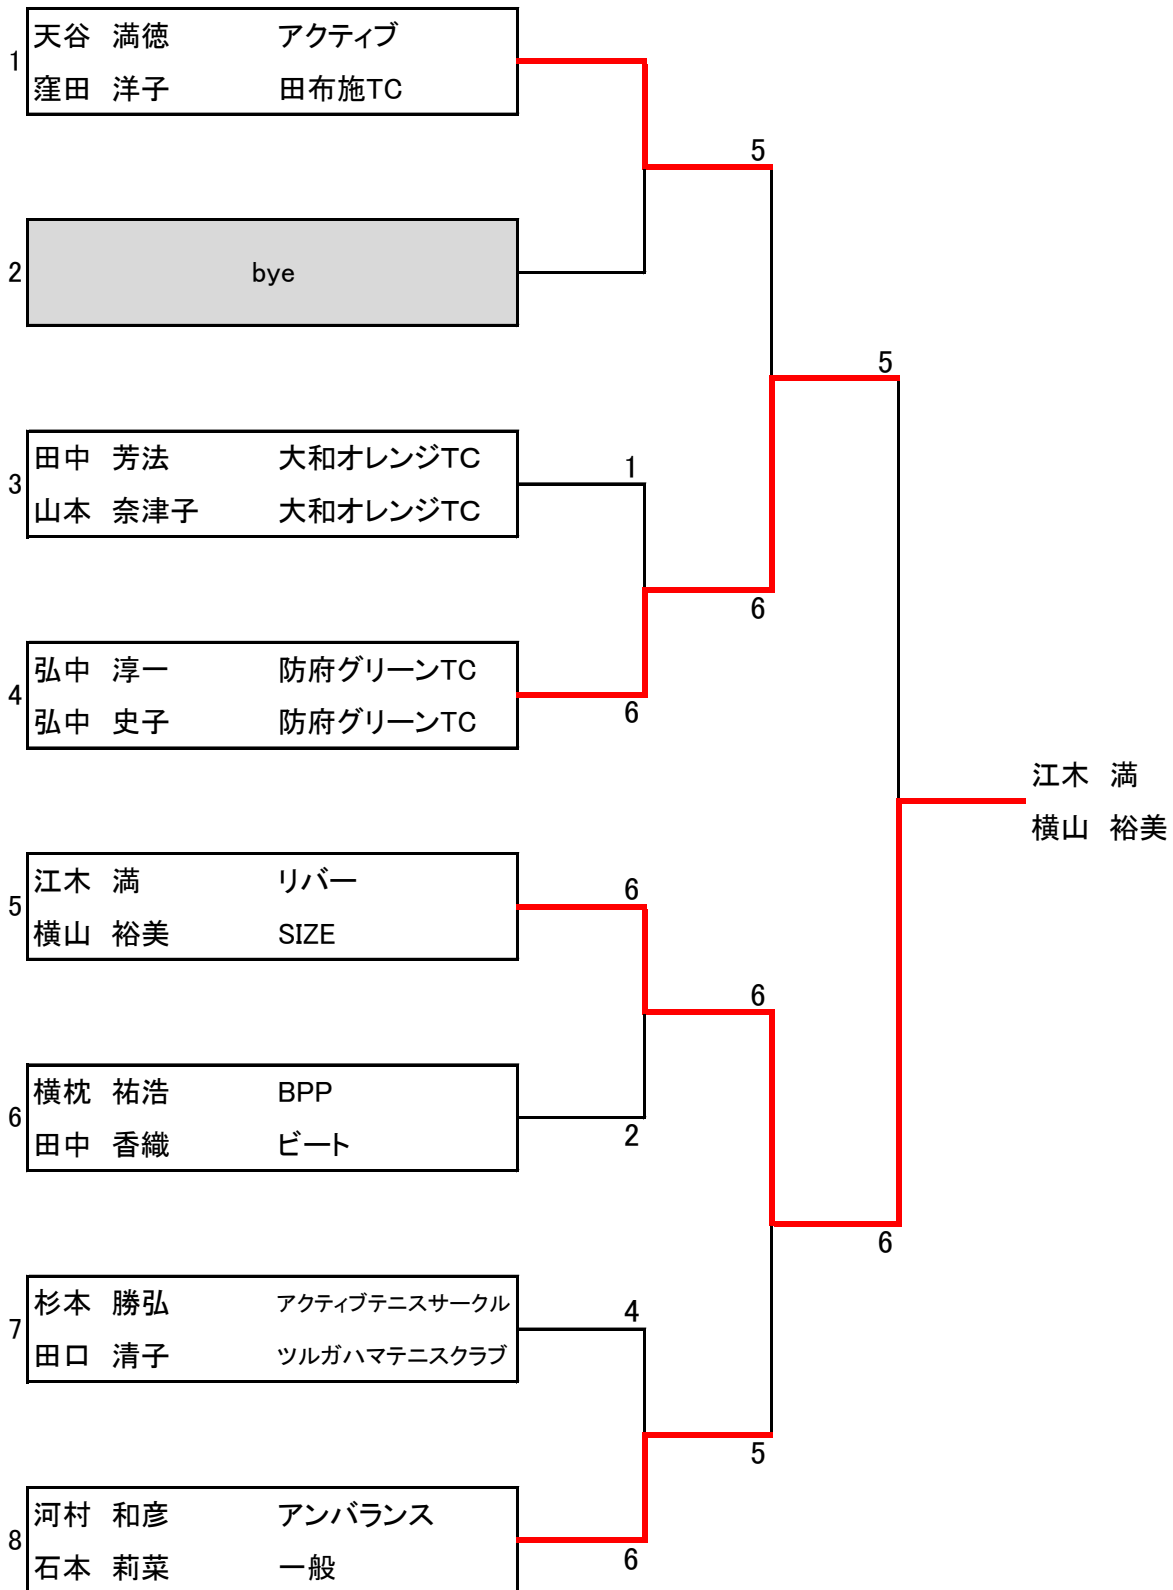 1
天谷 満徳 アクティブ
窪田 洋子 田布施TC
5
2
bye
5
3
田中 芳法 大和オレンジTC
山本 奈津子 大和オレンジTC
1
6
4
弘中 淳一 防府グリーンTC
弘中 史子 防府グリーンTC
6
江木 満
横山 裕美
5
江木 満 リバー
横山 裕美 SIZE
6
6
6
横枕 祐浩 BPP
田中 香織 ビート
2
6
7
杉本 勝弘 アクティブテニスサークル
田口 清子 ツルガハマテニスクラブ
4
5
8
河村 和彦 アンバランス
石本 莉菜 一般
6